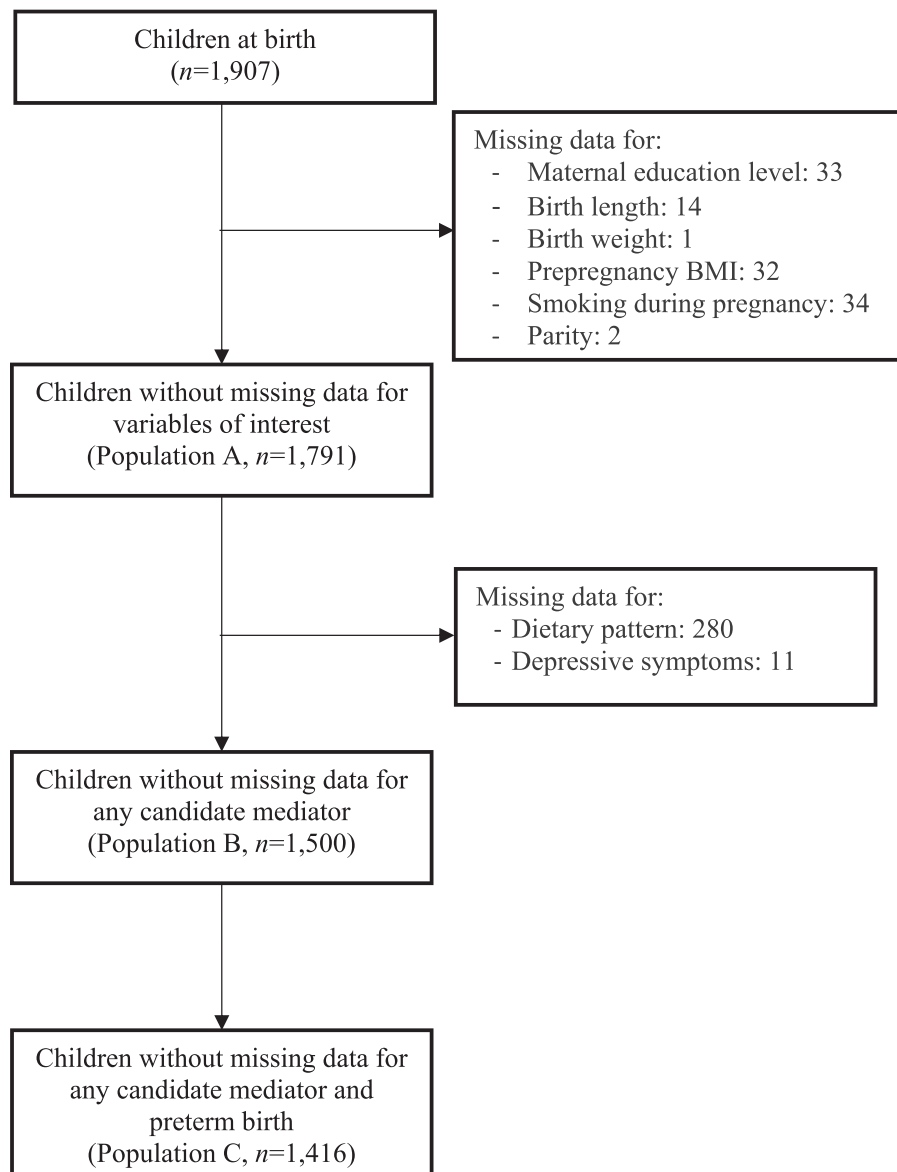 Children at birth
(n=1,907)
Missing data for:
- Maternal education level: 33
- Birth length: 14
- Birth weight: 1
- Prepregnancy BMI: 32
- Smoking during pregnancy: 34
- Parity: 2
Children without missing data for
variables of interest
(Population A, n=1,791)
Missing data for:
- Dietary pattern: 280
- Depressive symptoms: 11
Children without missing data for
any candidate mediator
(Population B, n=1,500)
Children without missing data for
any candidate mediator and
preterm birth
(Population C, n=1,416)